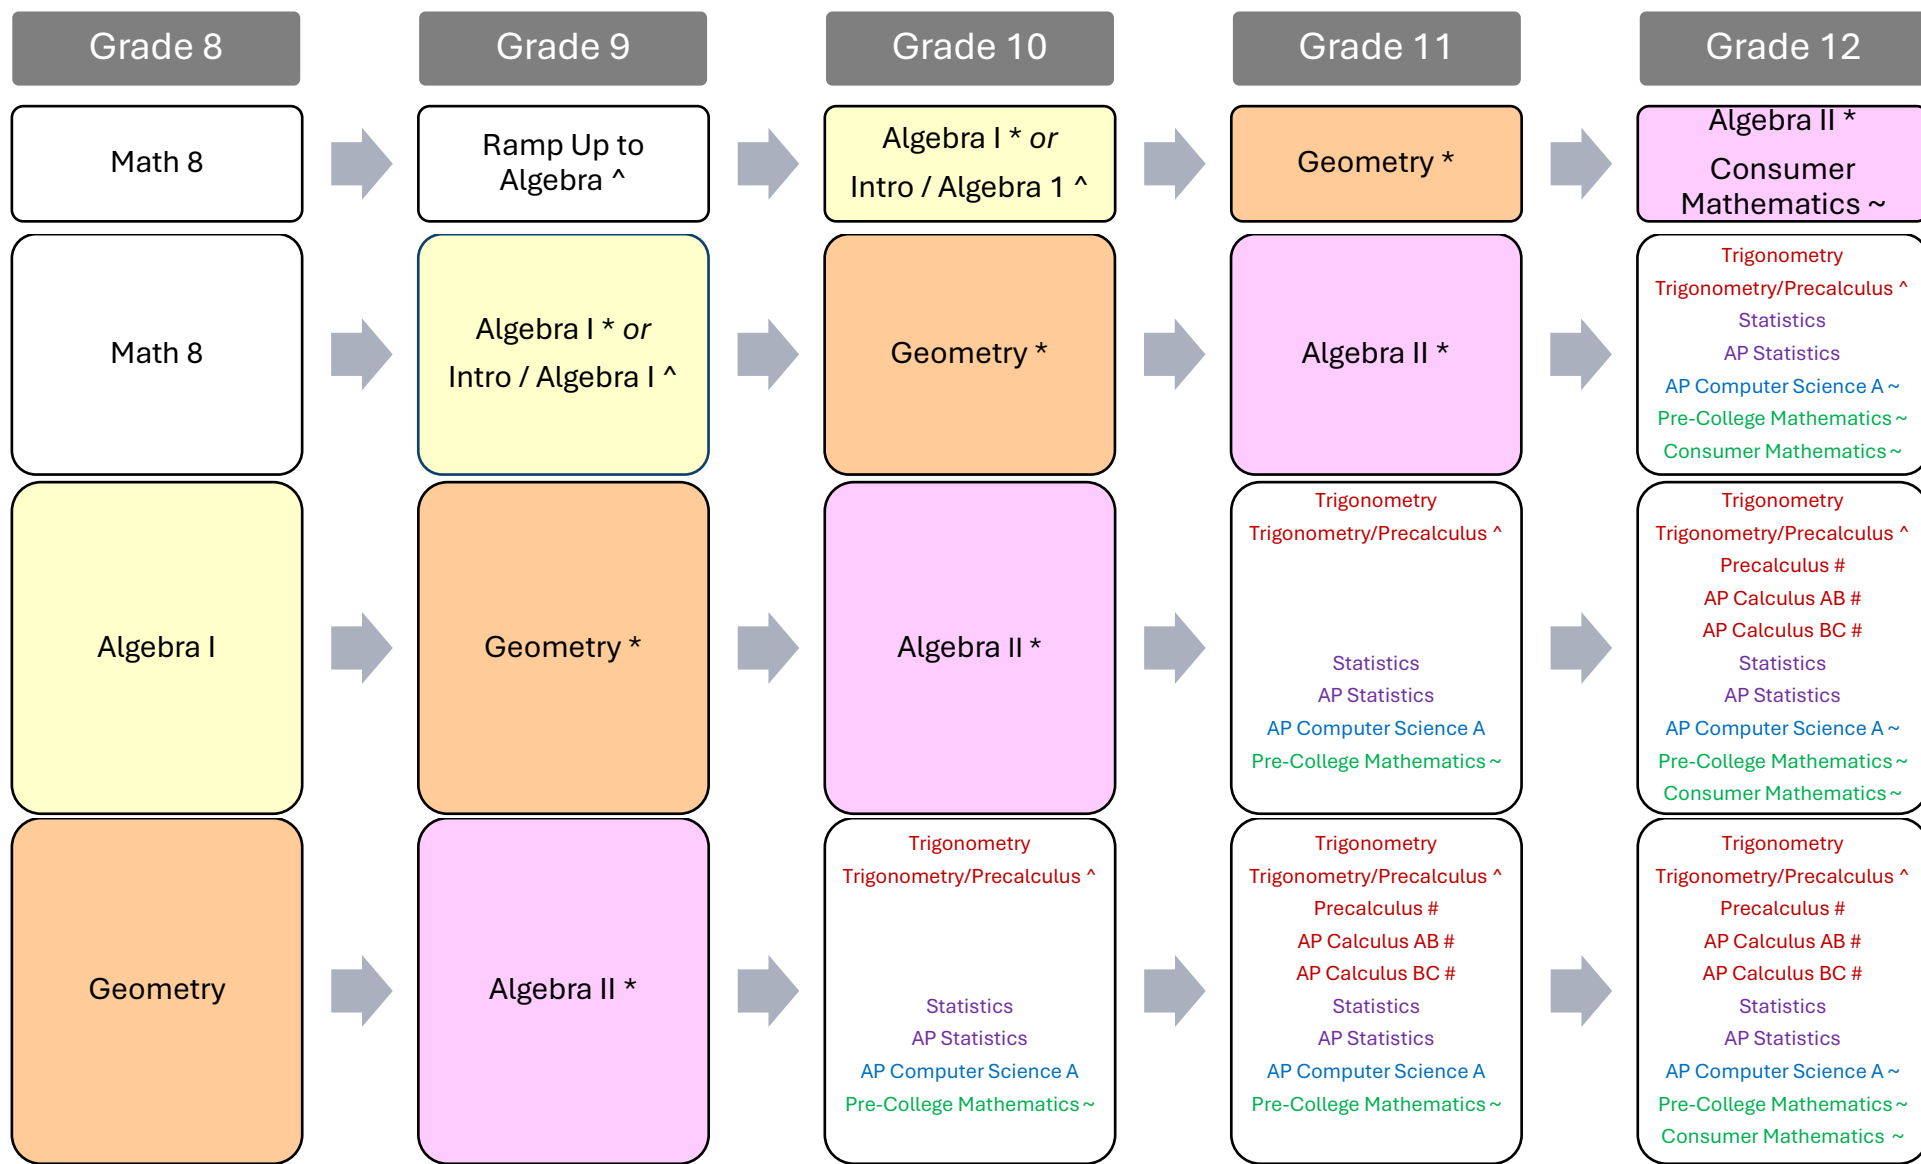 Grade 8
Grade 9
Grade 10
Grade 11
Grade 12
Math 8
Ramp Up to
Algebra ^
Algebra I * or
Intro / Algebra 1 ^
Geometry *
Algebra II *
Consumer
Mathematics ~
Math 8
Algebra I * or
Intro / Algebra I ^
Geometry *
Algebra II *
Trigonometry
Trigonometry/Precalculus ^
Statistics
AP Statistics
AP Computer Science A ~
Pre-College Mathematics ~
Consumer Mathematics ~
Algebra I
Geometry *
Algebra II *
Trigonometry
Trigonometry/Precalculus ^
Statistics
AP Statistics
AP Computer Science A
Pre-College Mathematics ~
Trigonometry
Trigonometry/Precalculus ^
Precalculus #
AP Calculus AB #
AP Calculus BC #
Statistics
AP Statistics
AP Computer Science A ~
Pre-College Mathematics ~
Consumer Mathematics ~
Geometry
Algebra II *
Trigonometry
Trigonometry/Precalculus ^
Statistics
AP Statistics
AP Computer Science A
Pre-College Mathematics ~
Trigonometry
Trigonometry/Precalculus ^
Precalculus #
AP Calculus AB #
AP Calculus BC #
Statistics
AP Statistics
AP Computer Science A
Pre-College Mathematics ~
Trigonometry
Trigonometry/Precalculus ^
Precalculus #
AP Calculus AB #
AP Calculus BC #
Statistics
AP Statistics
AP Computer Science A ~
Pre-College Mathematics ~
Consumer Mathematics ~